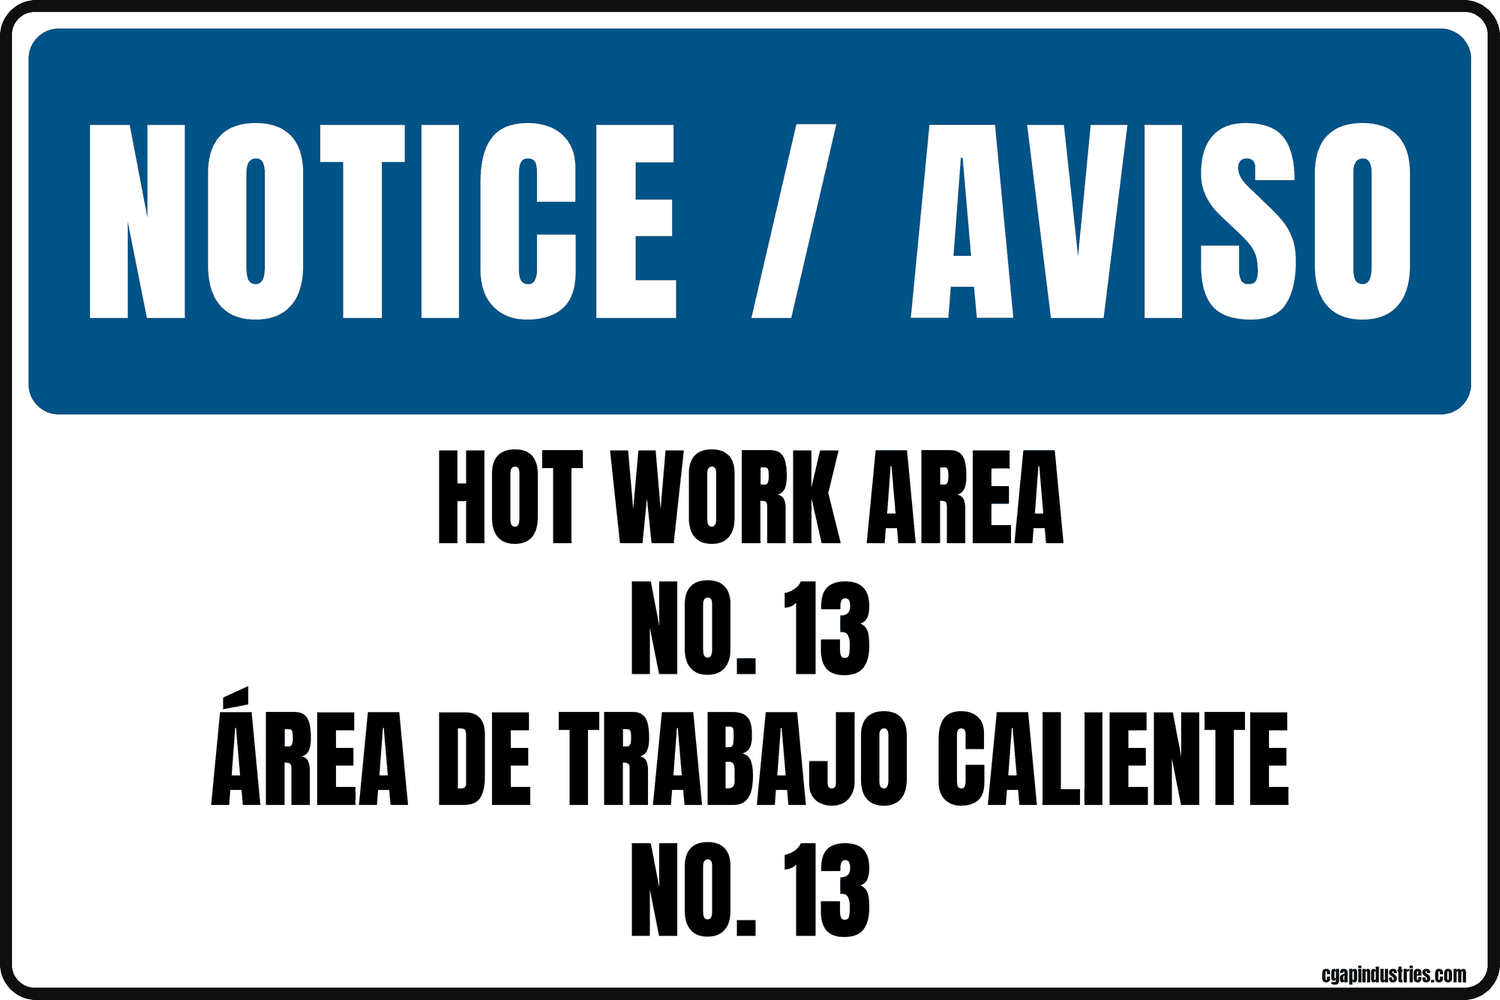 NOTICE / AVISO
HOT WORK AREA
NO. 13
ÁREA DE TRABAJO CALIENTE
NO. 13
cgapindustries.com